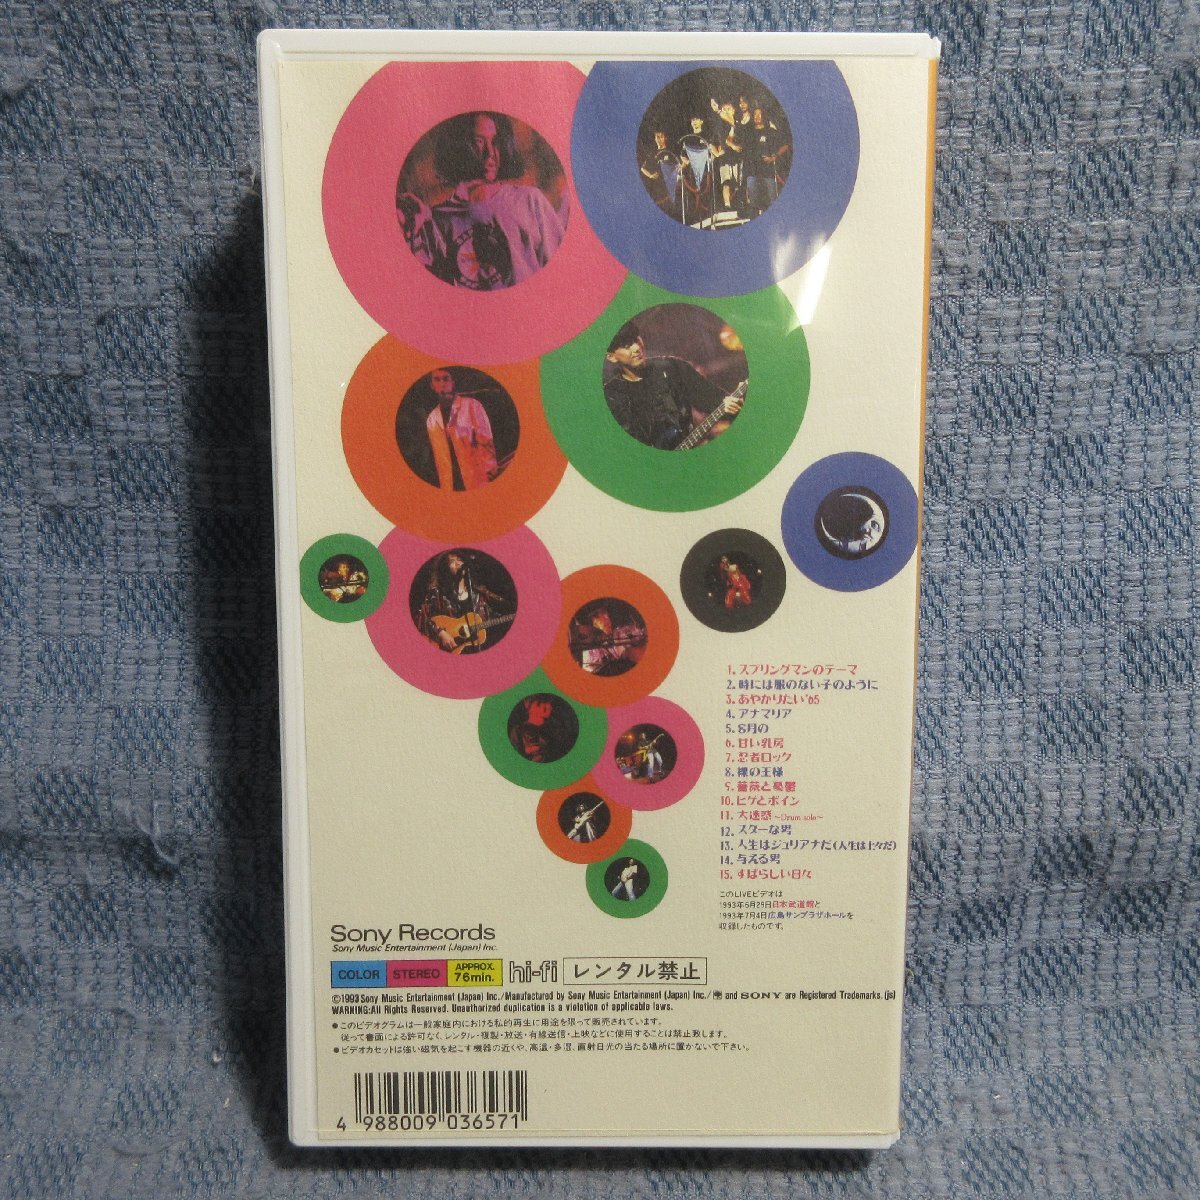 1. スプリングマンのテーマ
2. 時には服のない子のように
3. あやかりたい'65
4. アナマリア
5. 8月の
6. 甘い乳房
7. 忍者ロック
8. 裸の王様
9. 薔薇と憂鬱
10. ヒゲとボイン
11. 大迷惑 ~Drum solo~
12. スターな男
13. 人生はジュリアナだ(人生は上々だ)
14. 与える男
15. すばらしい日々
このLIVEビデオは
1993年6月29日日本武道館と
1993年7月4日広島サンプラザホールを
収録したものです。
Sony Records
Sony Music Entertainment (Japan) Inc.
COLOR STEREO APPROX. 76min. hi-fi レンタル禁止
©1993 Sony Music Entertainment (Japan) Inc./Manufactured by Sony Music Entertainment (Japan) Inc./ and SONY are Registered Trademarks. (js)
WARNING:All Rights Reserved. Unauthorized duplication is a violation of applicable laws.
●このビデオグラムは一般家庭内における私的再生に用途を限って販売されています。
従って書面による許可なく、レンタル・複製・放送・有線送信・上映などに使用することは禁止致します。
●ビデオカセットは強い磁気を起こす機器の近くや、高温・多湿、直射日光の当たる場所に置かないで下さい。
4 988009 036571